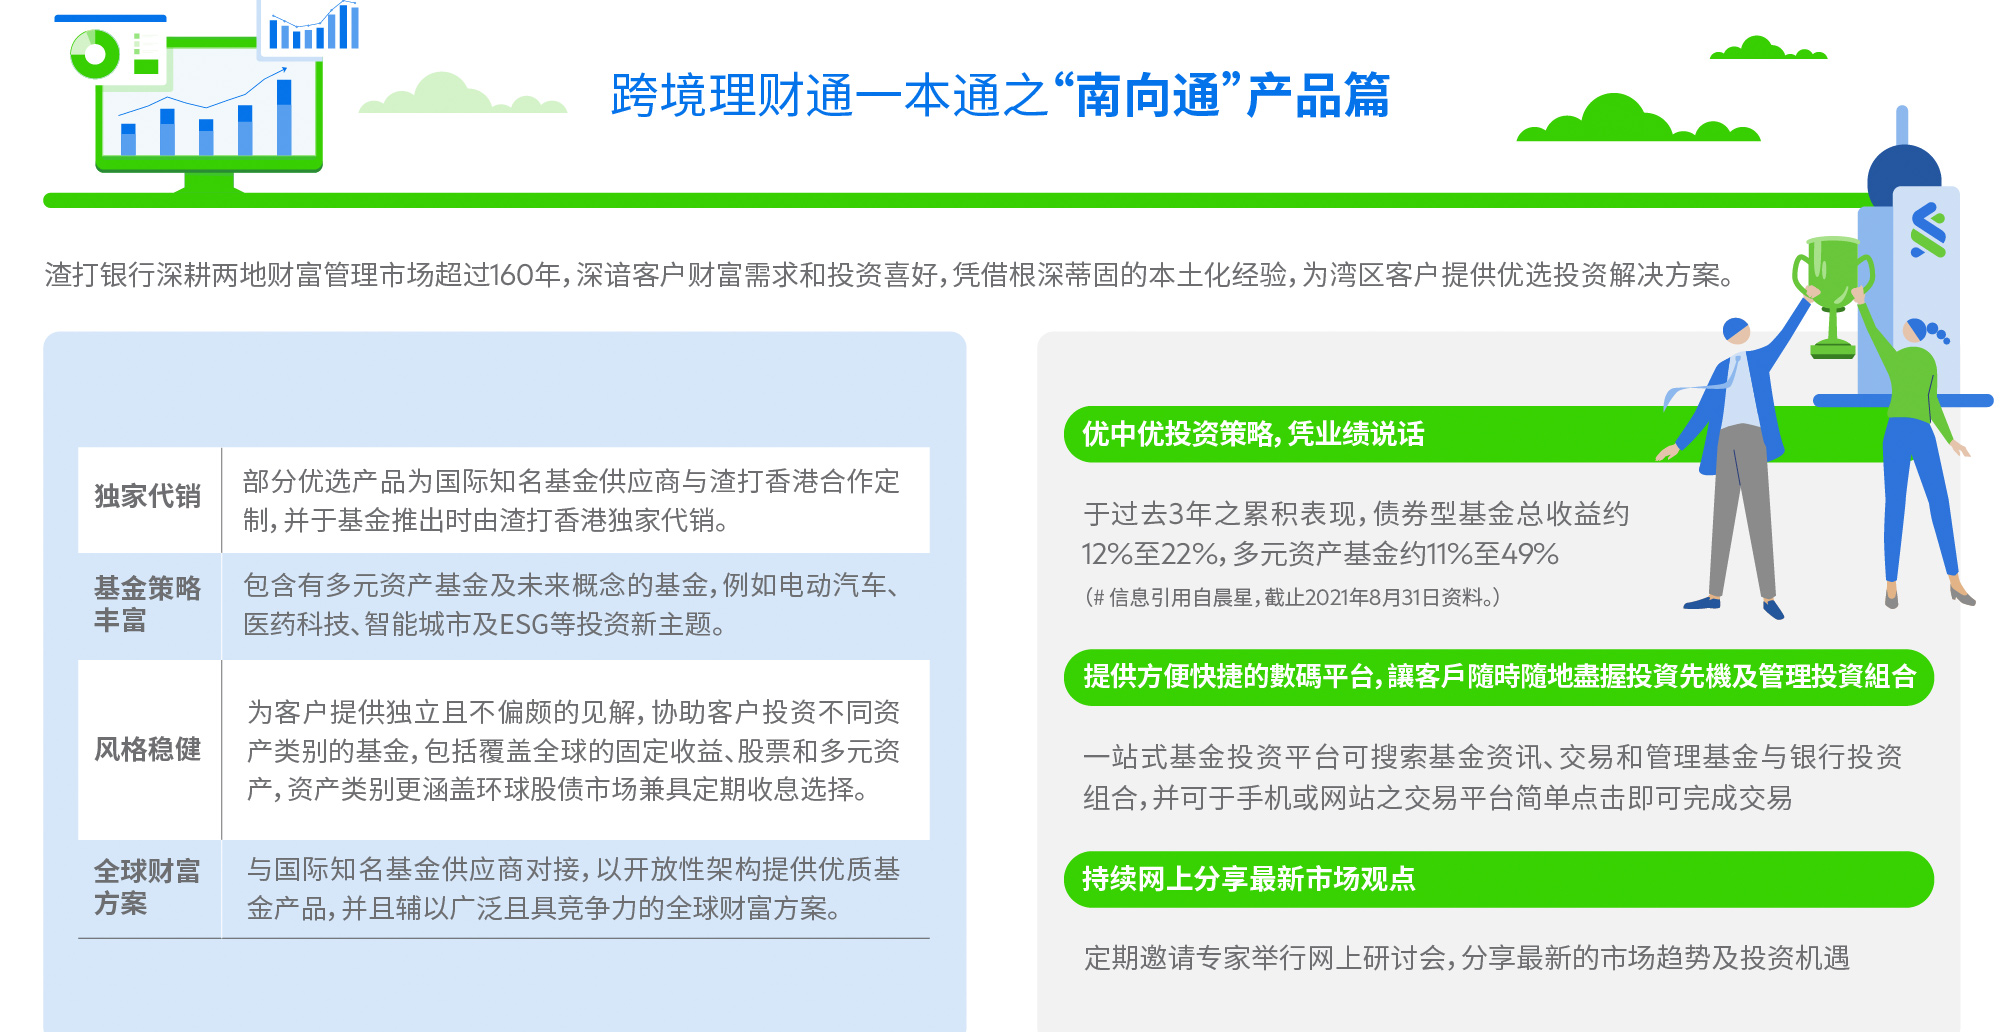 跨境理财通一本通之“南向通”产品篇
渣打银行深耕两地财富管理市场超过160年，深谙客户财富需求和投资喜好，凭借根深蒂固的本土化经验，为湾区客户提供优选投资解决方案。
独家代销
部分优选产品为国际知名基金供应商与渣打香港合作定
制，并于基金推出时由渣打香港独家代销。
基金策略
丰富
包含有多元资产基金及未来概念的基金，例如电动汽车、
医药科技、智能城市及ESG等投资新主题。
风格稳健
为客户提供独立且不偏颇的见解，协助客户投资不同资
产类别的基金，包括覆盖全球的固定收益、股票和多元资
产，资产类别更涵盖环球股债市场兼具定期收息选择。
全球财富
方案
与国际知名基金供应商对接，以开放性架构提供优质基
金产品，并且辅以广泛且具竞争力的全球财富方案。
优中优投资策略，凭业绩说话
于过去3年之累积表现，债券型基金总收益约
12%至22%，多元资产基金约11%至49%
（# 信息引用自晨星，截止2021年8月31日资料。）
提供方便快捷的數碼平台，讓客戶隨時隨地盡握投資先機及管理投資組合
一站式基金投资平台可搜索基金资讯、交易和管理基金与银行投资
组合，并可于手机或网站之交易平台简单点击即可完成交易
持续网上分享最新市场观点
定期邀请专家举行网上研讨会，分享最新的市场趋势及投资机遇